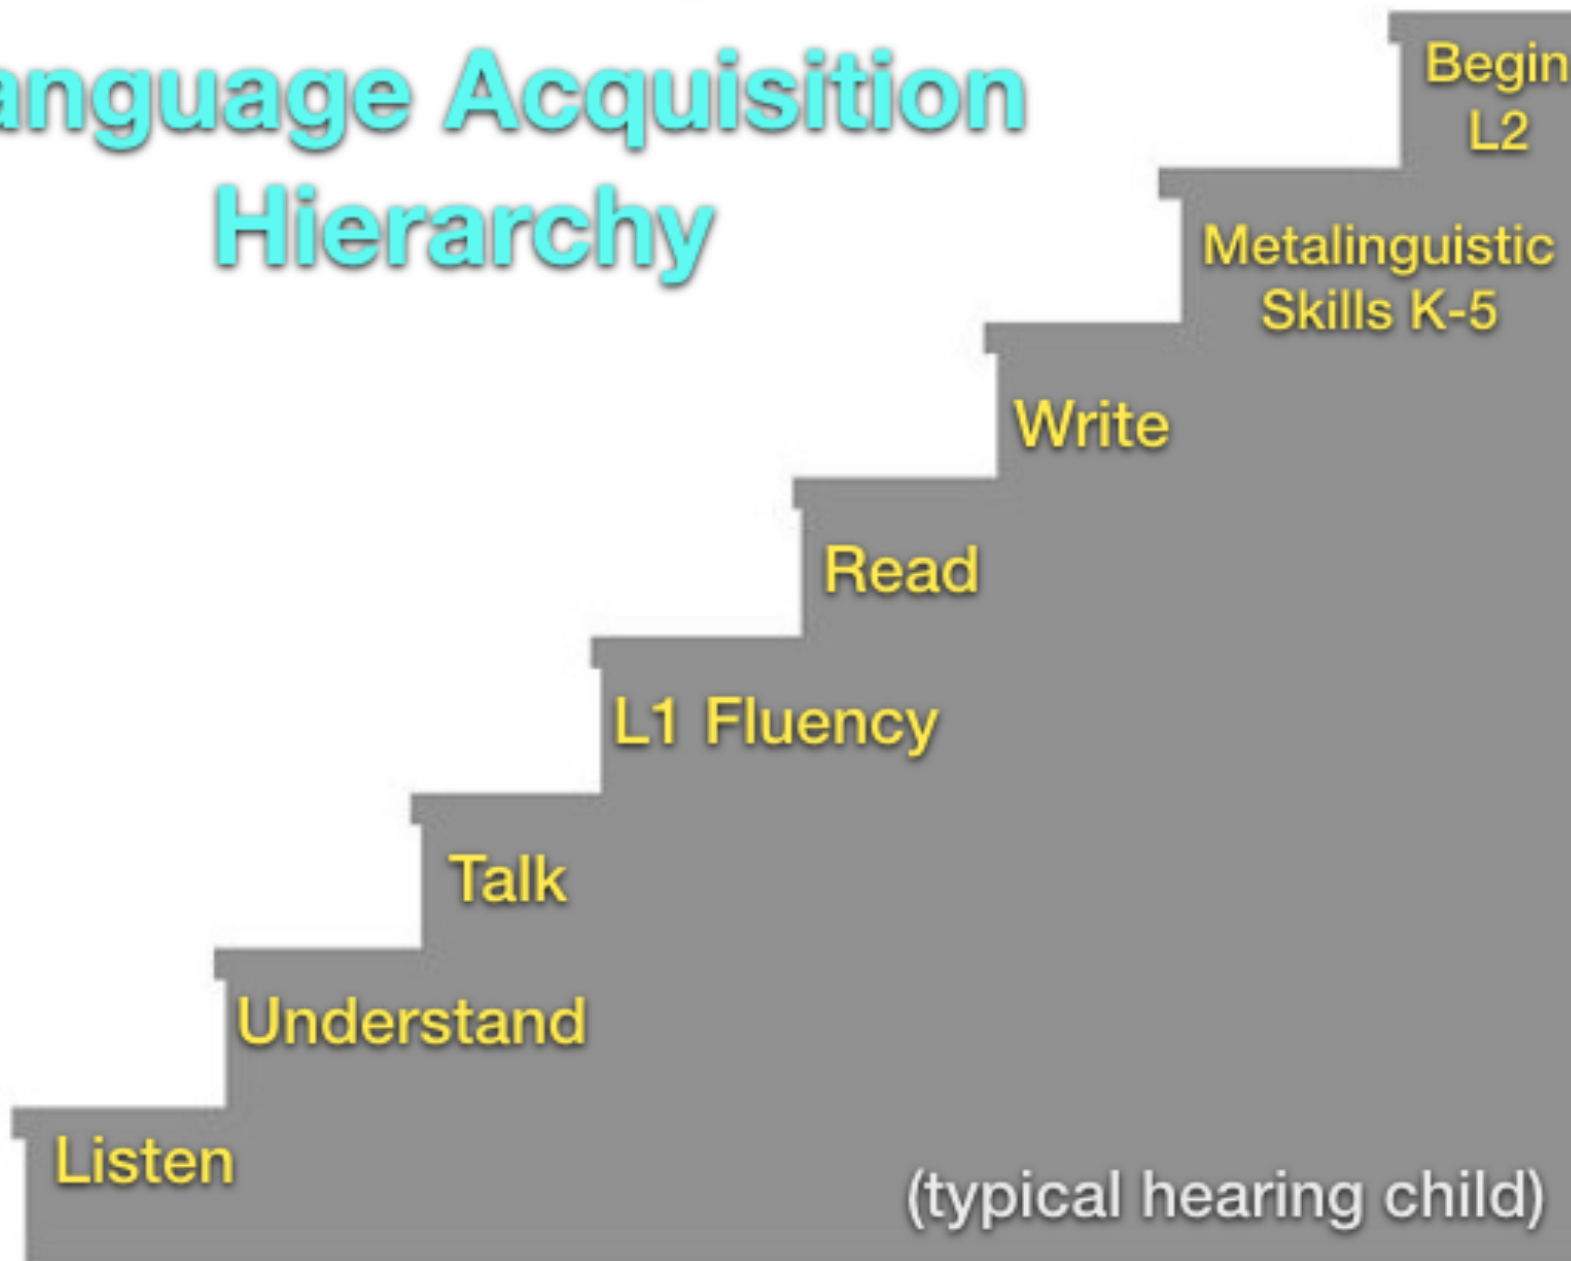 anguage Acquisition
Hierarchy
Begin
L2
Metalinguistic
Skills K-5
Write
Read
L1 Fluency
Talk
Understand
Listen
(typical hearing child)